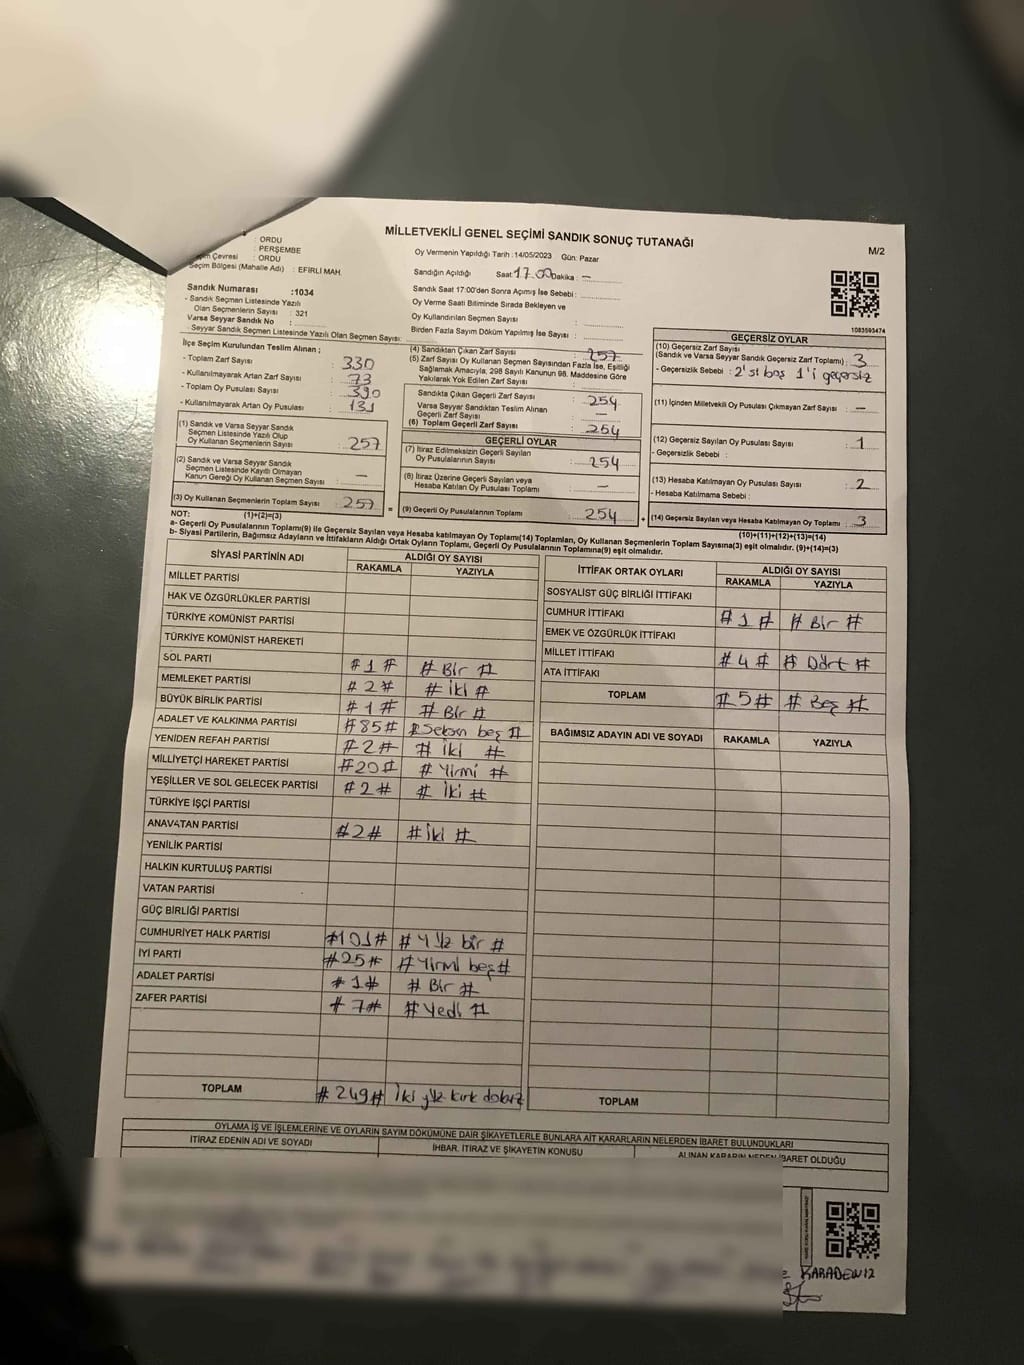 MİLLETVEKİLİ GENEL SEÇİMİ SANDIK SONUÇ TUTANAĞI
M/2
: ORDU
: PERŞEMBE
Çevresi : ORDU
Seçim Bölgesi (Mahalle Adı) : EFİRLİ MAH.
Sandık Numarası :1034
- Sandık Seçmen Listesinde Yazılı
Olan Seçmenlerin Sayısı : 321
Varsa Seyyar Sandık No :
- Seyyar Sandık Seçmen Listesinde Yazılı Olan Seçmen Sayısı:
Oy Vermenin Yapıldığı Tarih :14/05/2023 Gün: Pazar
Sandığın Açıldığı Saat:17.00 Dakika : —
Sandık Saat 17:00'den Sonra Açımış İse Sebebi :
Oy Verme Saati Bitiminde Sırada Bekleyen ve
Oy Kullandırılan Seçmen Sayısı :
Birden Fazla Sayım Döküm Yapılmış İse Sayısı :
1083593474
İlçe Seçim Kurulundan Teslim Alınan ;
- Toplam Zarf Sayısı : 330
- Kullanılmayarak Artan Zarf Sayısı : 73
- Toplam Oy Pusulası Sayısı : 390
- Kullanılmayarak Artan Oy Pusulası : 131
(1) Sandık ve Varsa Seyyar Sandık
Seçmen Listesinde Yazılı Olup
Oy Kullanan Seçmenlerin Sayısı : 257
(2) Sandık ve Varsa Seyyar Sandık
Seçmen Listesinde Kayıtlı Olmayan
Kanun Gereği Oy Kullanan Seçmen Sayısı : —
(3) Oy Kullanan Seçmenlerin Toplam Sayısı : 257
(4) Sandıktan Çıkan Zarf Sayısı : 257
(5) Zarf Sayısı Oy Kullanan Seçmen Sayısından Fazla İse, Eşitliği
Sağlamak Amacıyla, 298 Sayılı Kanunun 98. Maddesine Göre
Yakılarak Yok Edilen Zarf Sayısı :
Sandıkta Çıkan Geçerli Zarf Sayısı : 254
Varsa Seyyar Sandıktan Teslim Alınan
Geçerli Zarf Sayısı : —
(6) Toplam Geçerli Zarf Sayısı : 254
GEÇERLİ OYLAR
(7) İtiraz Edilmeksizin Geçerli Sayılan
Oy Pusulalarının Sayısı : 254
(8) İtiraz Üzerine Geçerli Sayılan veya
Hesaba Katılan Oy Pusulası Toplamı : —
= (9) Geçerli Oy Pusulalarının Toplamı : 254
GEÇERSİZ OYLAR
(10) Geçersiz Zarf Sayısı
(Sandık ve Varsa Seyyar Sandık Geçersiz Zarf Toplamı) : 3
- Geçersizlik Sebebi : 2'si boş 1'i geçersiz
(11) İçinden Milletvekili Oy Pusulası Çıkmayan Zarf Sayısı : —
(12) Geçersiz Sayılan Oy Pusulası Sayısı : 1
- Geçersizlik Sebebi :
(13) Hesaba Katılmayan Oy Pusulası Sayısı : 2
- Hesaba Katılmama Sebebi :
+ (14) Geçersiz Sayılan veya Hesaba Katılmayan Oy Toplamı : 3
NOT: (1)+(2)=(3)
(10)+(11)+(12)+(13)=(14)
a- Geçerli Oy Pusulalarının Toplamı(9) ile Geçersiz Sayılan veya Hesaba katılmayan Oy Toplamı(14) Toplamları, Oy Kullanan Seçmenlerin Toplam Sayısına(3) eşit olmalıdır. (9)+(14)=(3)
b- Siyasi Partilerin, Bağımsız Adayların ve İttifakların Aldığı Ortak Oyların Toplamı, Geçerli Oy Pusulalarının Toplamına(9) eşit olmalıdır.
SİYASİ PARTİNİN ADI ALDIĞI OY SAYISI
RAKAMLA YAZIYLA
MİLLET PARTİSİ
HAK VE ÖZGÜRLÜKLER PARTİSİ
TÜRKİYE KOMÜNİST PARTİSİ
TÜRKİYE KOMÜNİST HAREKETİ
SOL PARTİ #1# #Bir#
MEMLEKET PARTİSİ #2# #iki#
BÜYÜK BİRLİK PARTİSİ #1# #Bir#
ADALET VE KALKINMA PARTİSİ #85# #Seksen beş#
YENİDEN REFAH PARTİSİ #2# #iki#
MİLLİYETÇİ HAREKET PARTİSİ #20# #Yirmi#
YEŞİLLER VE SOL GELECEK PARTİSİ #2# #iki#
TÜRKİYE İŞÇİ PARTİSİ
ANAVATAN PARTİSİ #2# #iki#
YENİLİK PARTİSİ
HALKIN KURTULUŞ PARTİSİ
VATAN PARTİSİ
GÜÇ BİRLİĞİ PARTİSİ
CUMHURİYET HALK PARTİSİ #101# #Yüz bir#
İYİ PARTİ #25# #Yirmi beş#
ADALET PARTİSİ #1# #Bir#
ZAFER PARTİSİ #7# #Yedi#
TOPLAM #249# İki yüz kırk dokuz
İTTİFAK ORTAK OYLARI ALDIĞI OY SAYISI
RAKAMLA YAZIYLA
SOSYALİST GÜÇ BİRLİĞİ İTTİFAKI
CUMHUR İTTİFAKI #1# #Bir#
EMEK VE ÖZGÜRLÜK İTTİFAKI
MİLLET İTTİFAKI #4# #Dört#
ATA İTTİFAKI
TOPLAM #5# #Beş#
BAĞIMSIZ ADAYIN ADI VE SOYADI RAKAMLA YAZIYLA
TOPLAM
OYLAMA İŞ VE İŞLEMLERİNE VE OYLARIN SAYIM DÖKÜMÜNE DAİR ŞİKAYETLERLE BUNLARA AİT KARARLARIN NELERDEN İBARET BULUNDUKLARI
İTİRAZ EDENİN ADI VE SOYADI İHBAR, İTİRAZ VE ŞİKAYETİN KONUSU ALINAN KARARIN NEDEN İBARET OLDUĞU
KARADENİZ